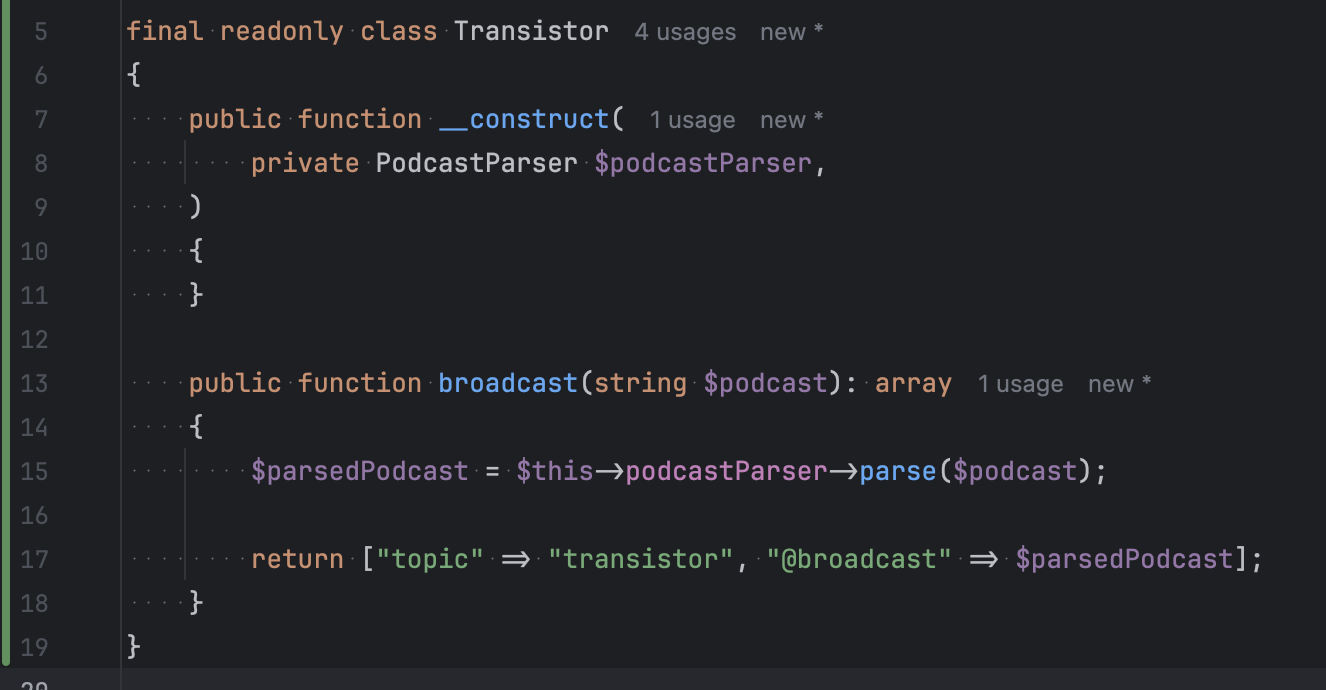 5 final readonly class Transistor 4 usages new *
6 {
7 public function __construct( 1 usage new *
8 private PodcastParser $podcastParser,
9 )
10 {
11 }
12
13 public function broadcast(string $podcast): array 1 usage new *
14 {
15 $parsedPodcast = $this->podcastParser->parse($podcast);
16
17 return ["topic" => "transistor", "@broadcast" => $parsedPodcast];
18 }
19 }
20